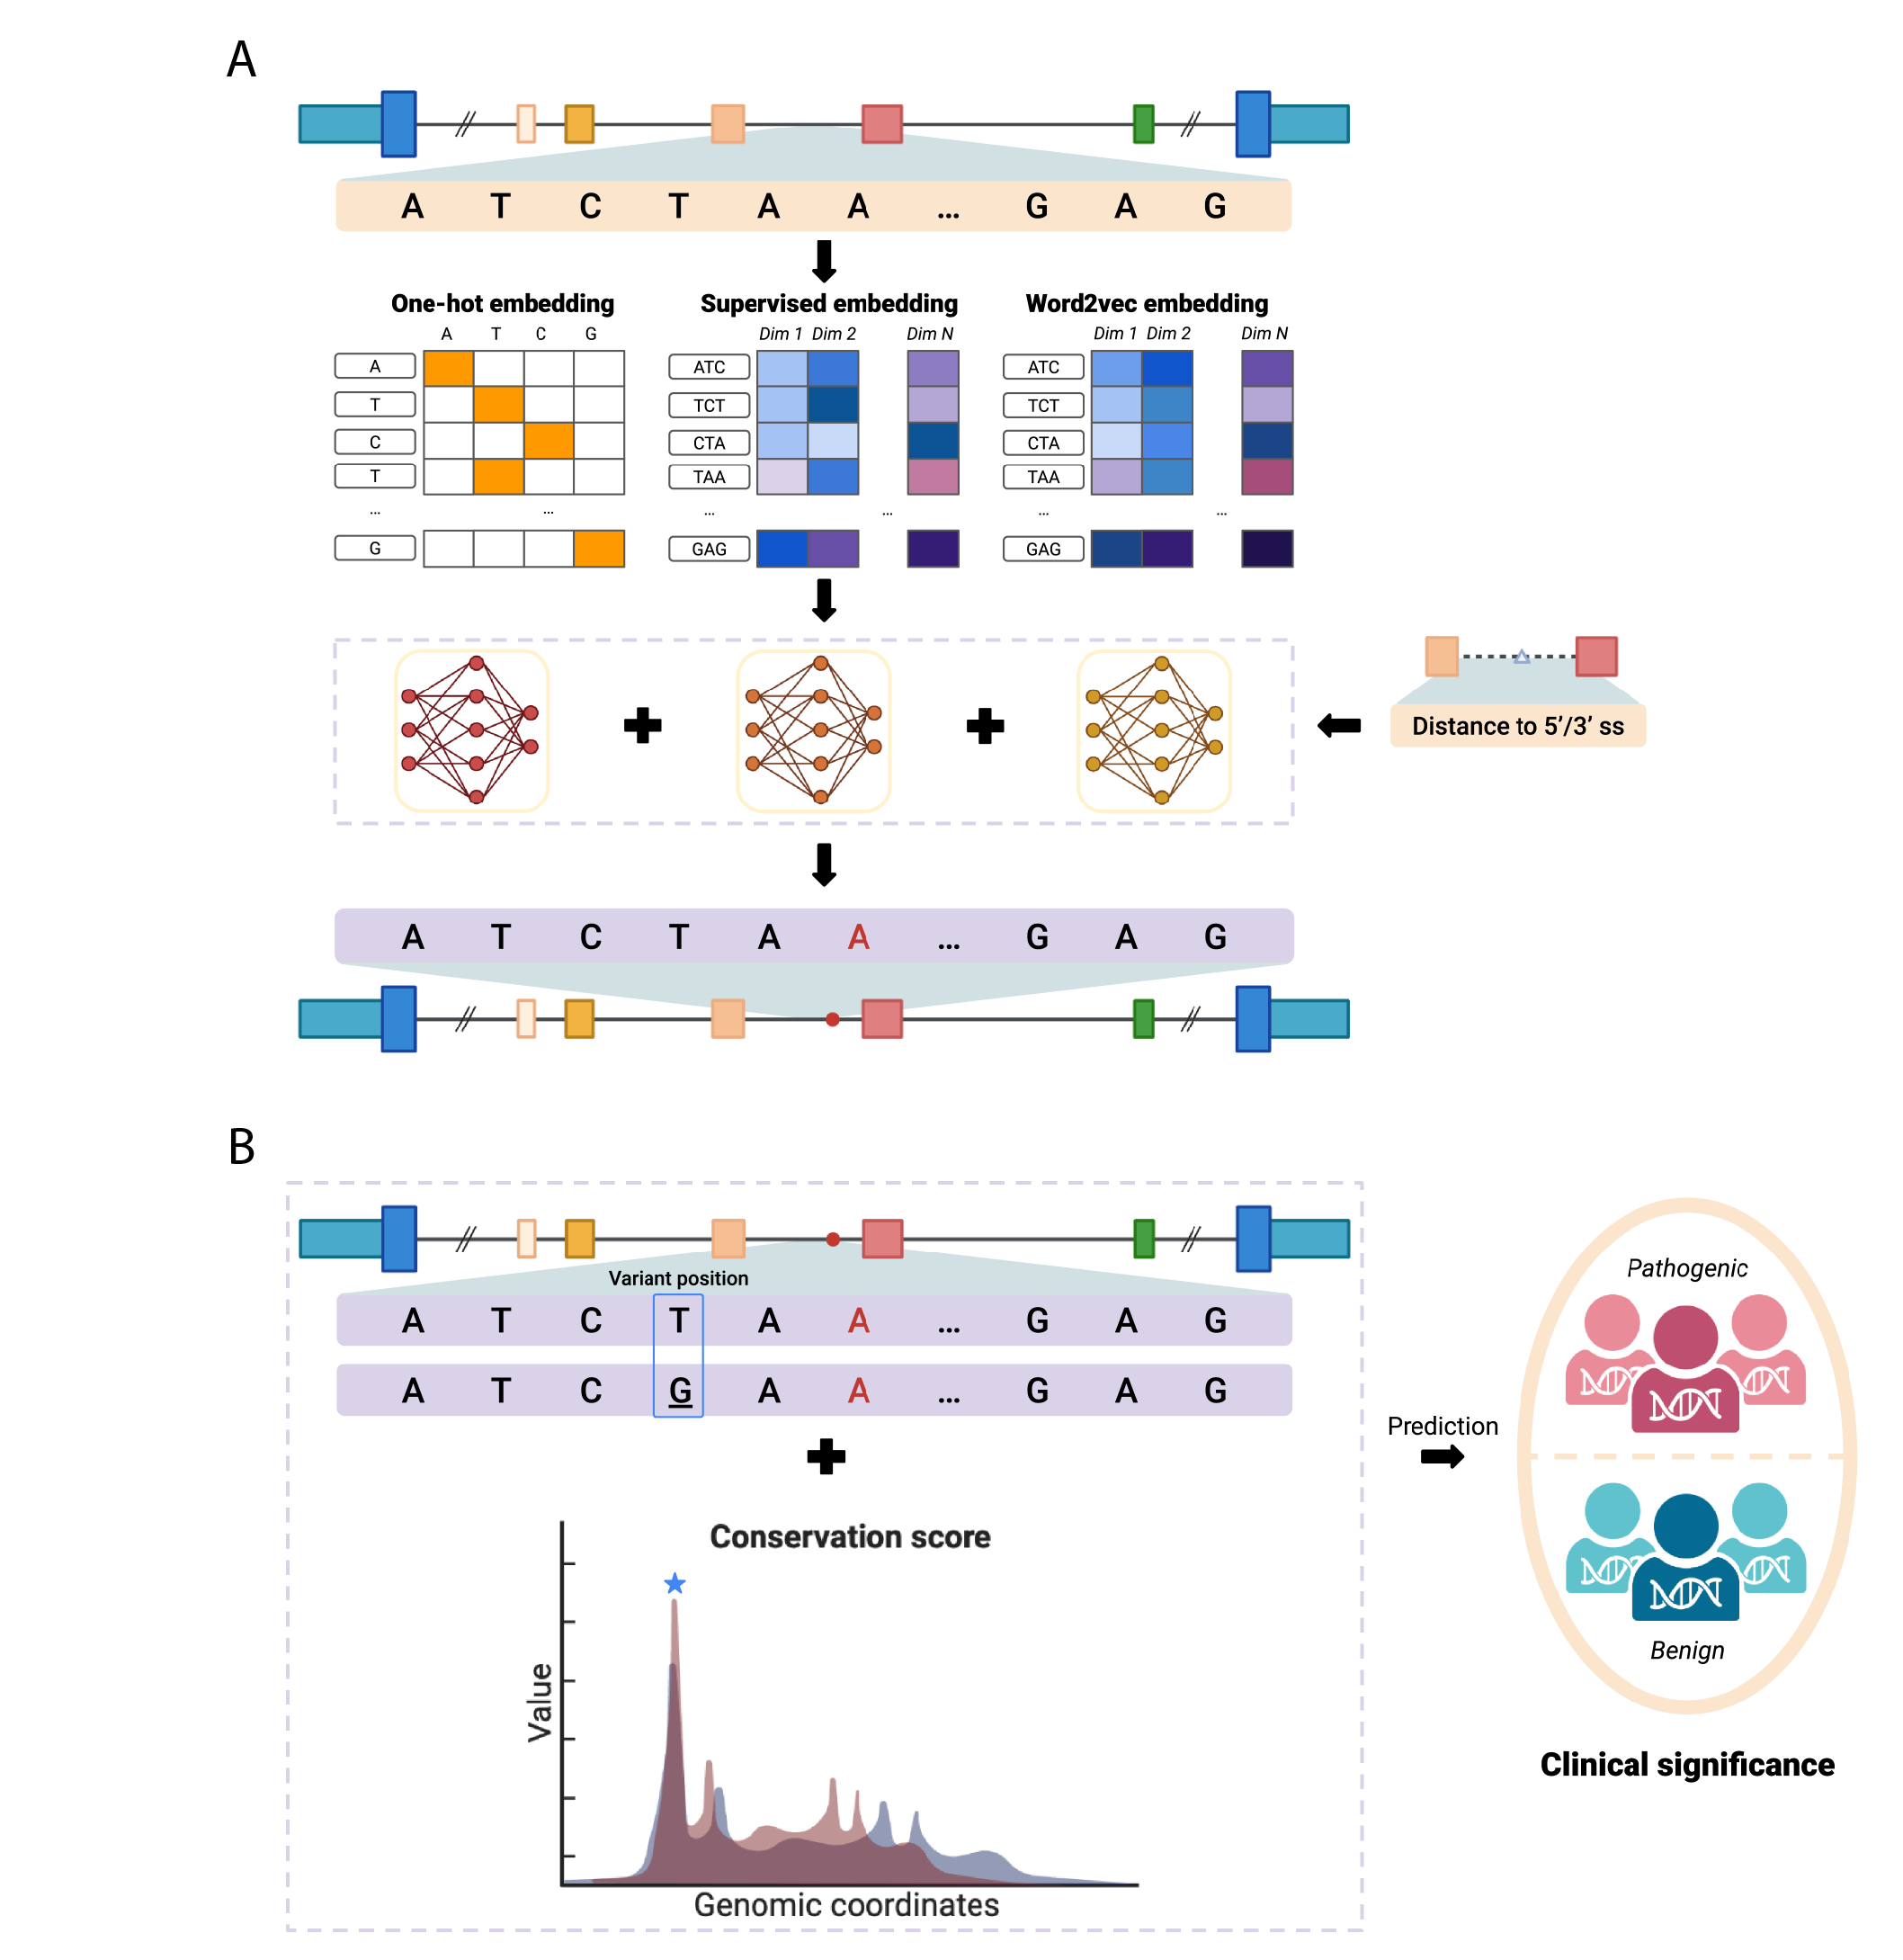 A
A T C T A A ... G A G
One-hot embedding
A T C G
A
T
C
T
... ...
G
Supervised embedding
Dim 1 Dim 2 Dim N
ATC
TCT
CTA
TAA
... ...
GAG
Word2vec embedding
Dim 1 Dim 2 Dim N
ATC
TCT
CTA
TAA
... ...
GAG
Distance to 5’/3’ ss
A T C T A A ... G A G
B
Variant position
A T C T A A ... G A G
A T C G A A ... G A G
Conservation score
Value
Genomic coordinates
Prediction
Pathogenic
Benign
Clinical significance